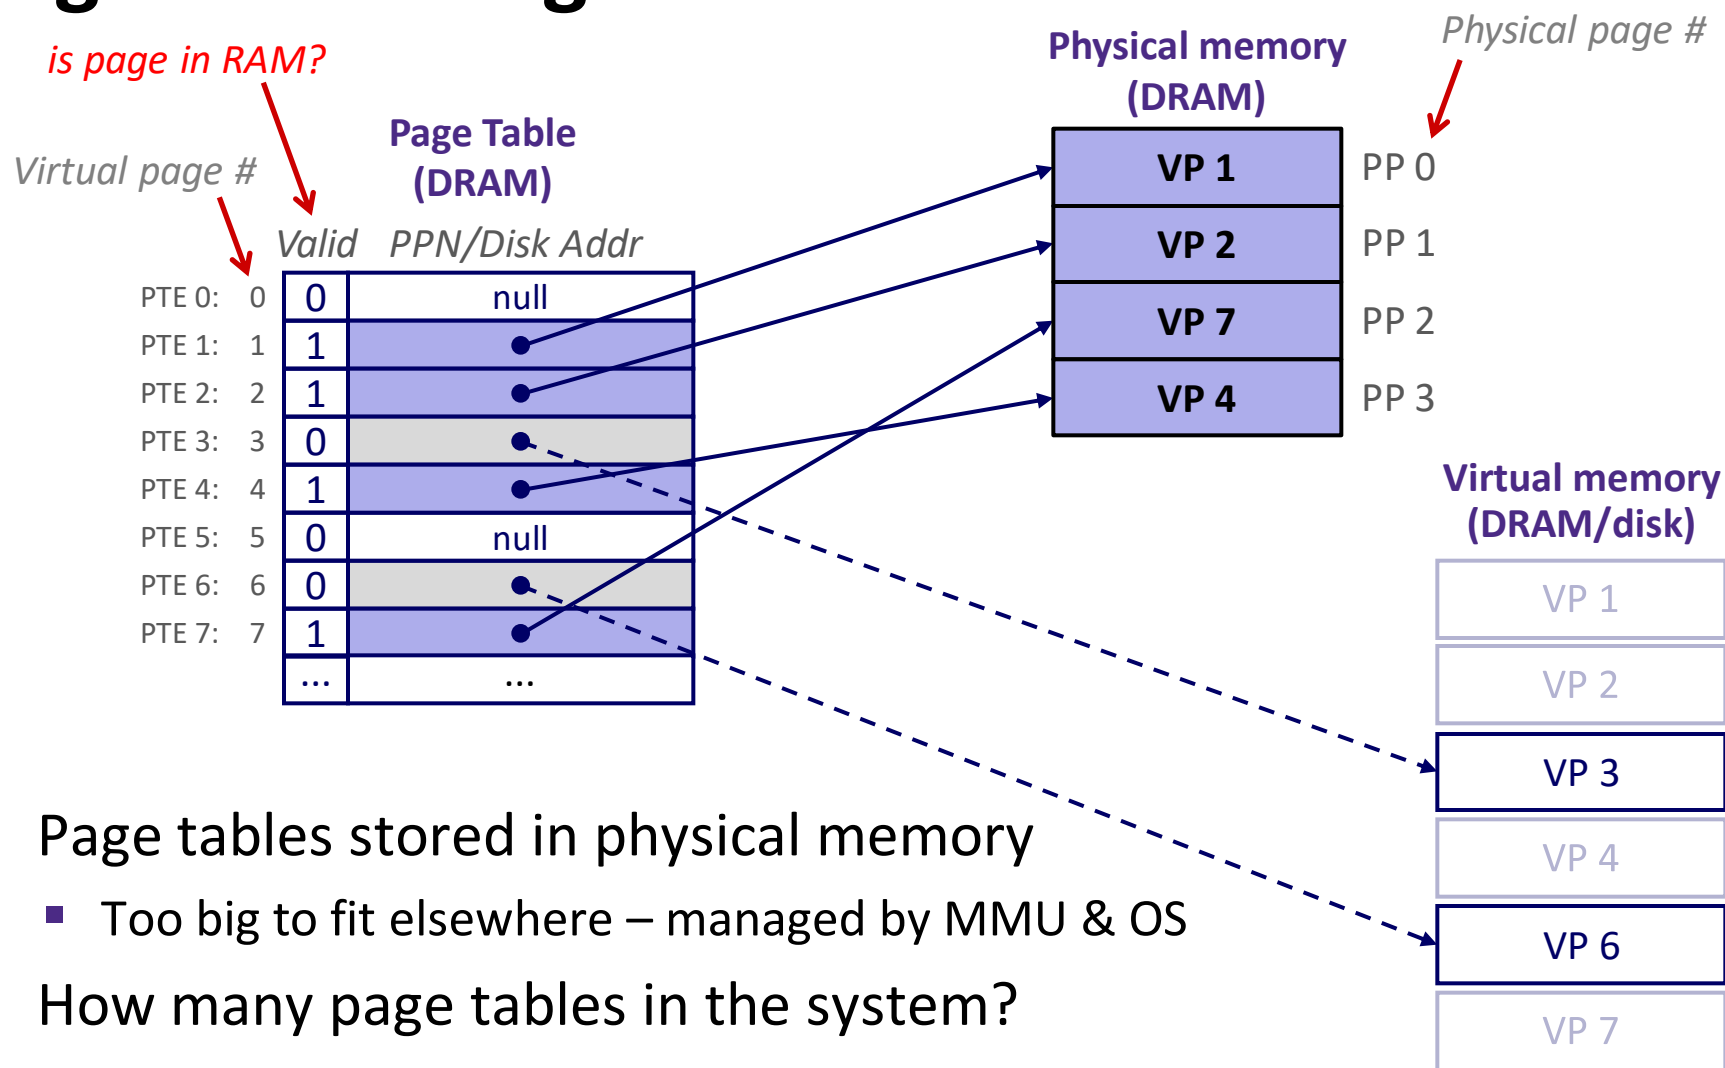 is page in RAM?
Virtual page #
Page Table
(DRAM)
Valid PPN/Disk Addr
PTE 0: 0 0 null
PTE 1: 1 1
PTE 2: 2 1
PTE 3: 3 0
PTE 4: 4 1
PTE 5: 5 0 null
PTE 6: 6 0
PTE 7: 7 1
... ...
Physical memory
(DRAM)
Physical page #
VP 1 PP 0
VP 2 PP 1
VP 7 PP 2
VP 4 PP 3
Virtual memory
(DRAM/disk)
VP 1
VP 2
VP 3
VP 4
VP 6
VP 7
Page tables stored in physical memory
Too big to fit elsewhere – managed by MMU & OS
How many page tables in the system?